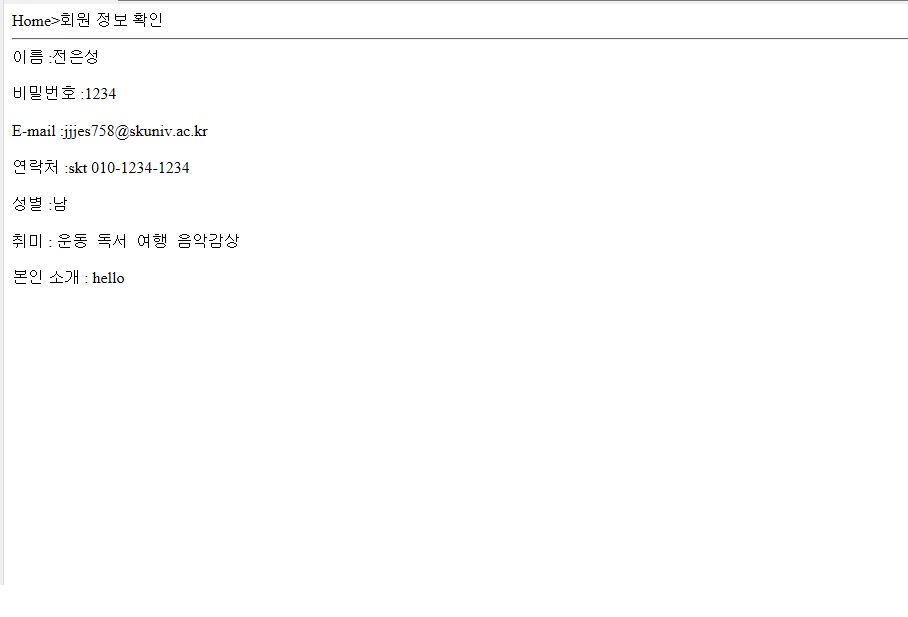 Home>회원 정보 확인
이름 :전은성
비밀번호 :1234
E-mail :jjjes758@skuniv.ac.kr
연락처 :skt 010-1234-1234
성별 :남
취미 : 운동 독서 여행 음악감상
본인 소개 : hello